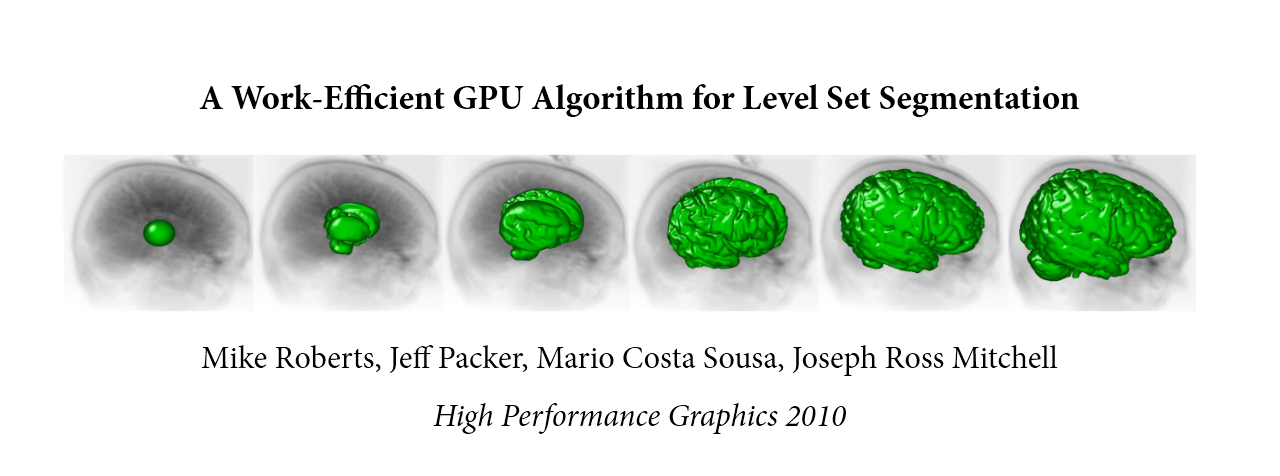 A Work-Efficient GPU Algorithm for Level Set Segmentation
Mike Roberts, Jeff Packer, Mario Costa Sousa, Joseph Ross Mitchell
High Performance Graphics 2010